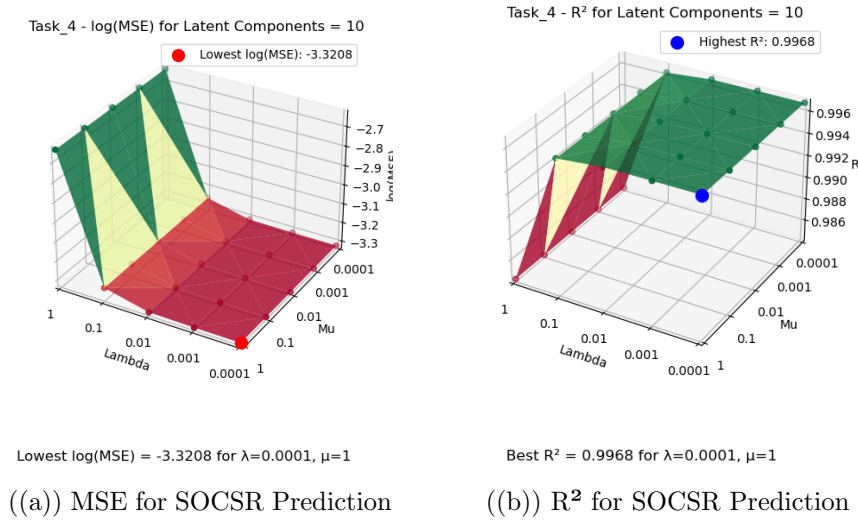 Task_4 - log(MSE) for Latent Components = 10
Lowest log(MSE): -3.3208
-2.7
-2.8
-2.9
-3.0
-3.1
-3.2
-3.3
log(MSE)
1
0.1
0.01
0.001
0.0001
Lambda
0.0001
0.001
0.01
0.1
1
Mu
Lowest log(MSE) = -3.3208 for λ=0.0001, μ=1
((a)) MSE for SOCSR Prediction
Task_4 - R² for Latent Components = 10
Highest R²: 0.9968
0.996
0.994
0.992
0.990
0.988
0.986
R
1
0.1
0.01
0.001
0.0001
Lambda
0.0001
0.001
0.01
0.1
1
Mu
Best R² = 0.9968 for λ=0.0001, μ=1
((b)) R² for SOCSR Prediction